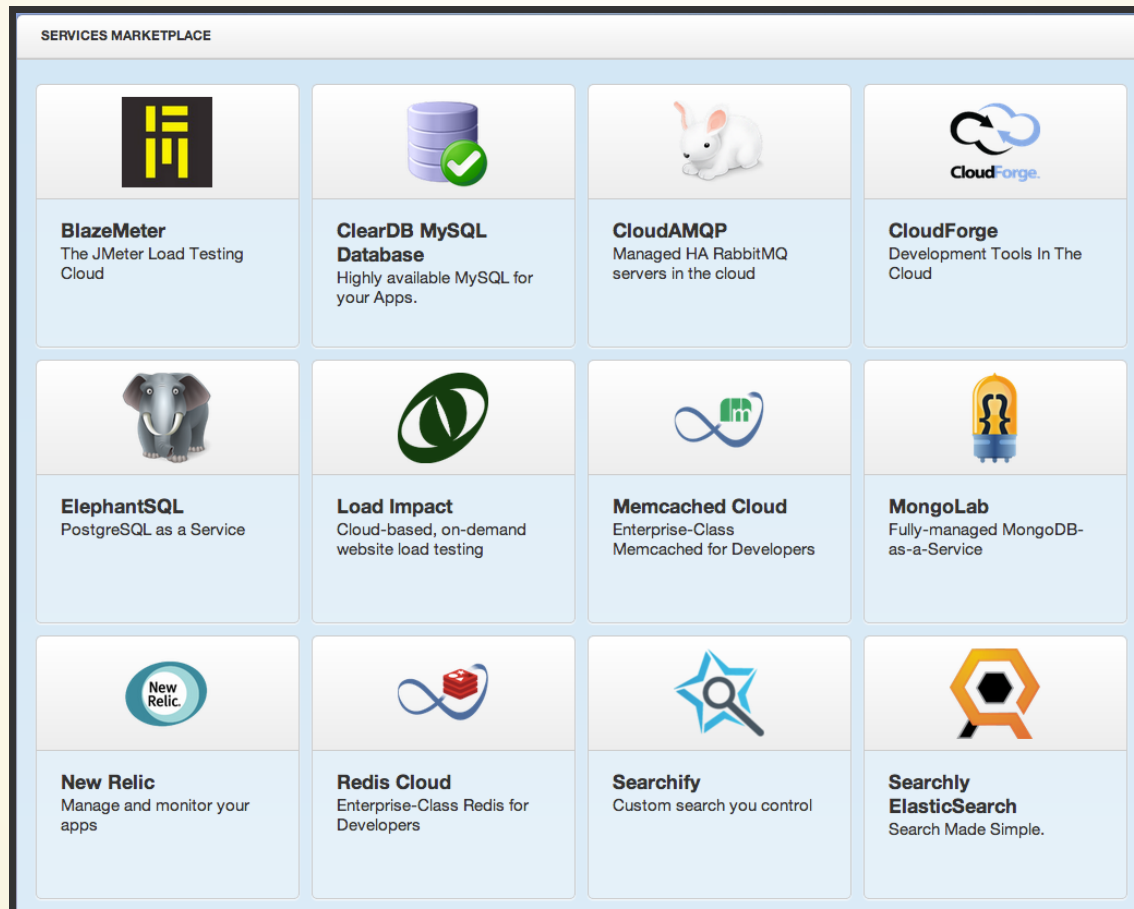 SERVICES MARKETPLACE
CloudForge.
BlazeMeter
The JMeter Load Testing
Cloud
ClearDB MySQL
Database
Highly available MySQL for
your Apps.
CloudAMQP
Managed HA RabbitMQ
servers in the cloud
CloudForge
Development Tools In The
Cloud
m
ElephantSQL
PostgreSQL as a Service
Load Impact
Cloud-based, on-demand
website load testing
Memcached Cloud
Enterprise-Class
Memcached for Developers
MongoLab
Fully-managed MongoDB-
as-a-Service
New
Relic.
New Relic
Manage and monitor your
apps
Redis Cloud
Enterprise-Class Redis for
Developers
Searchify
Custom search you control
Searchly
ElasticSearch
Search Made Simple.